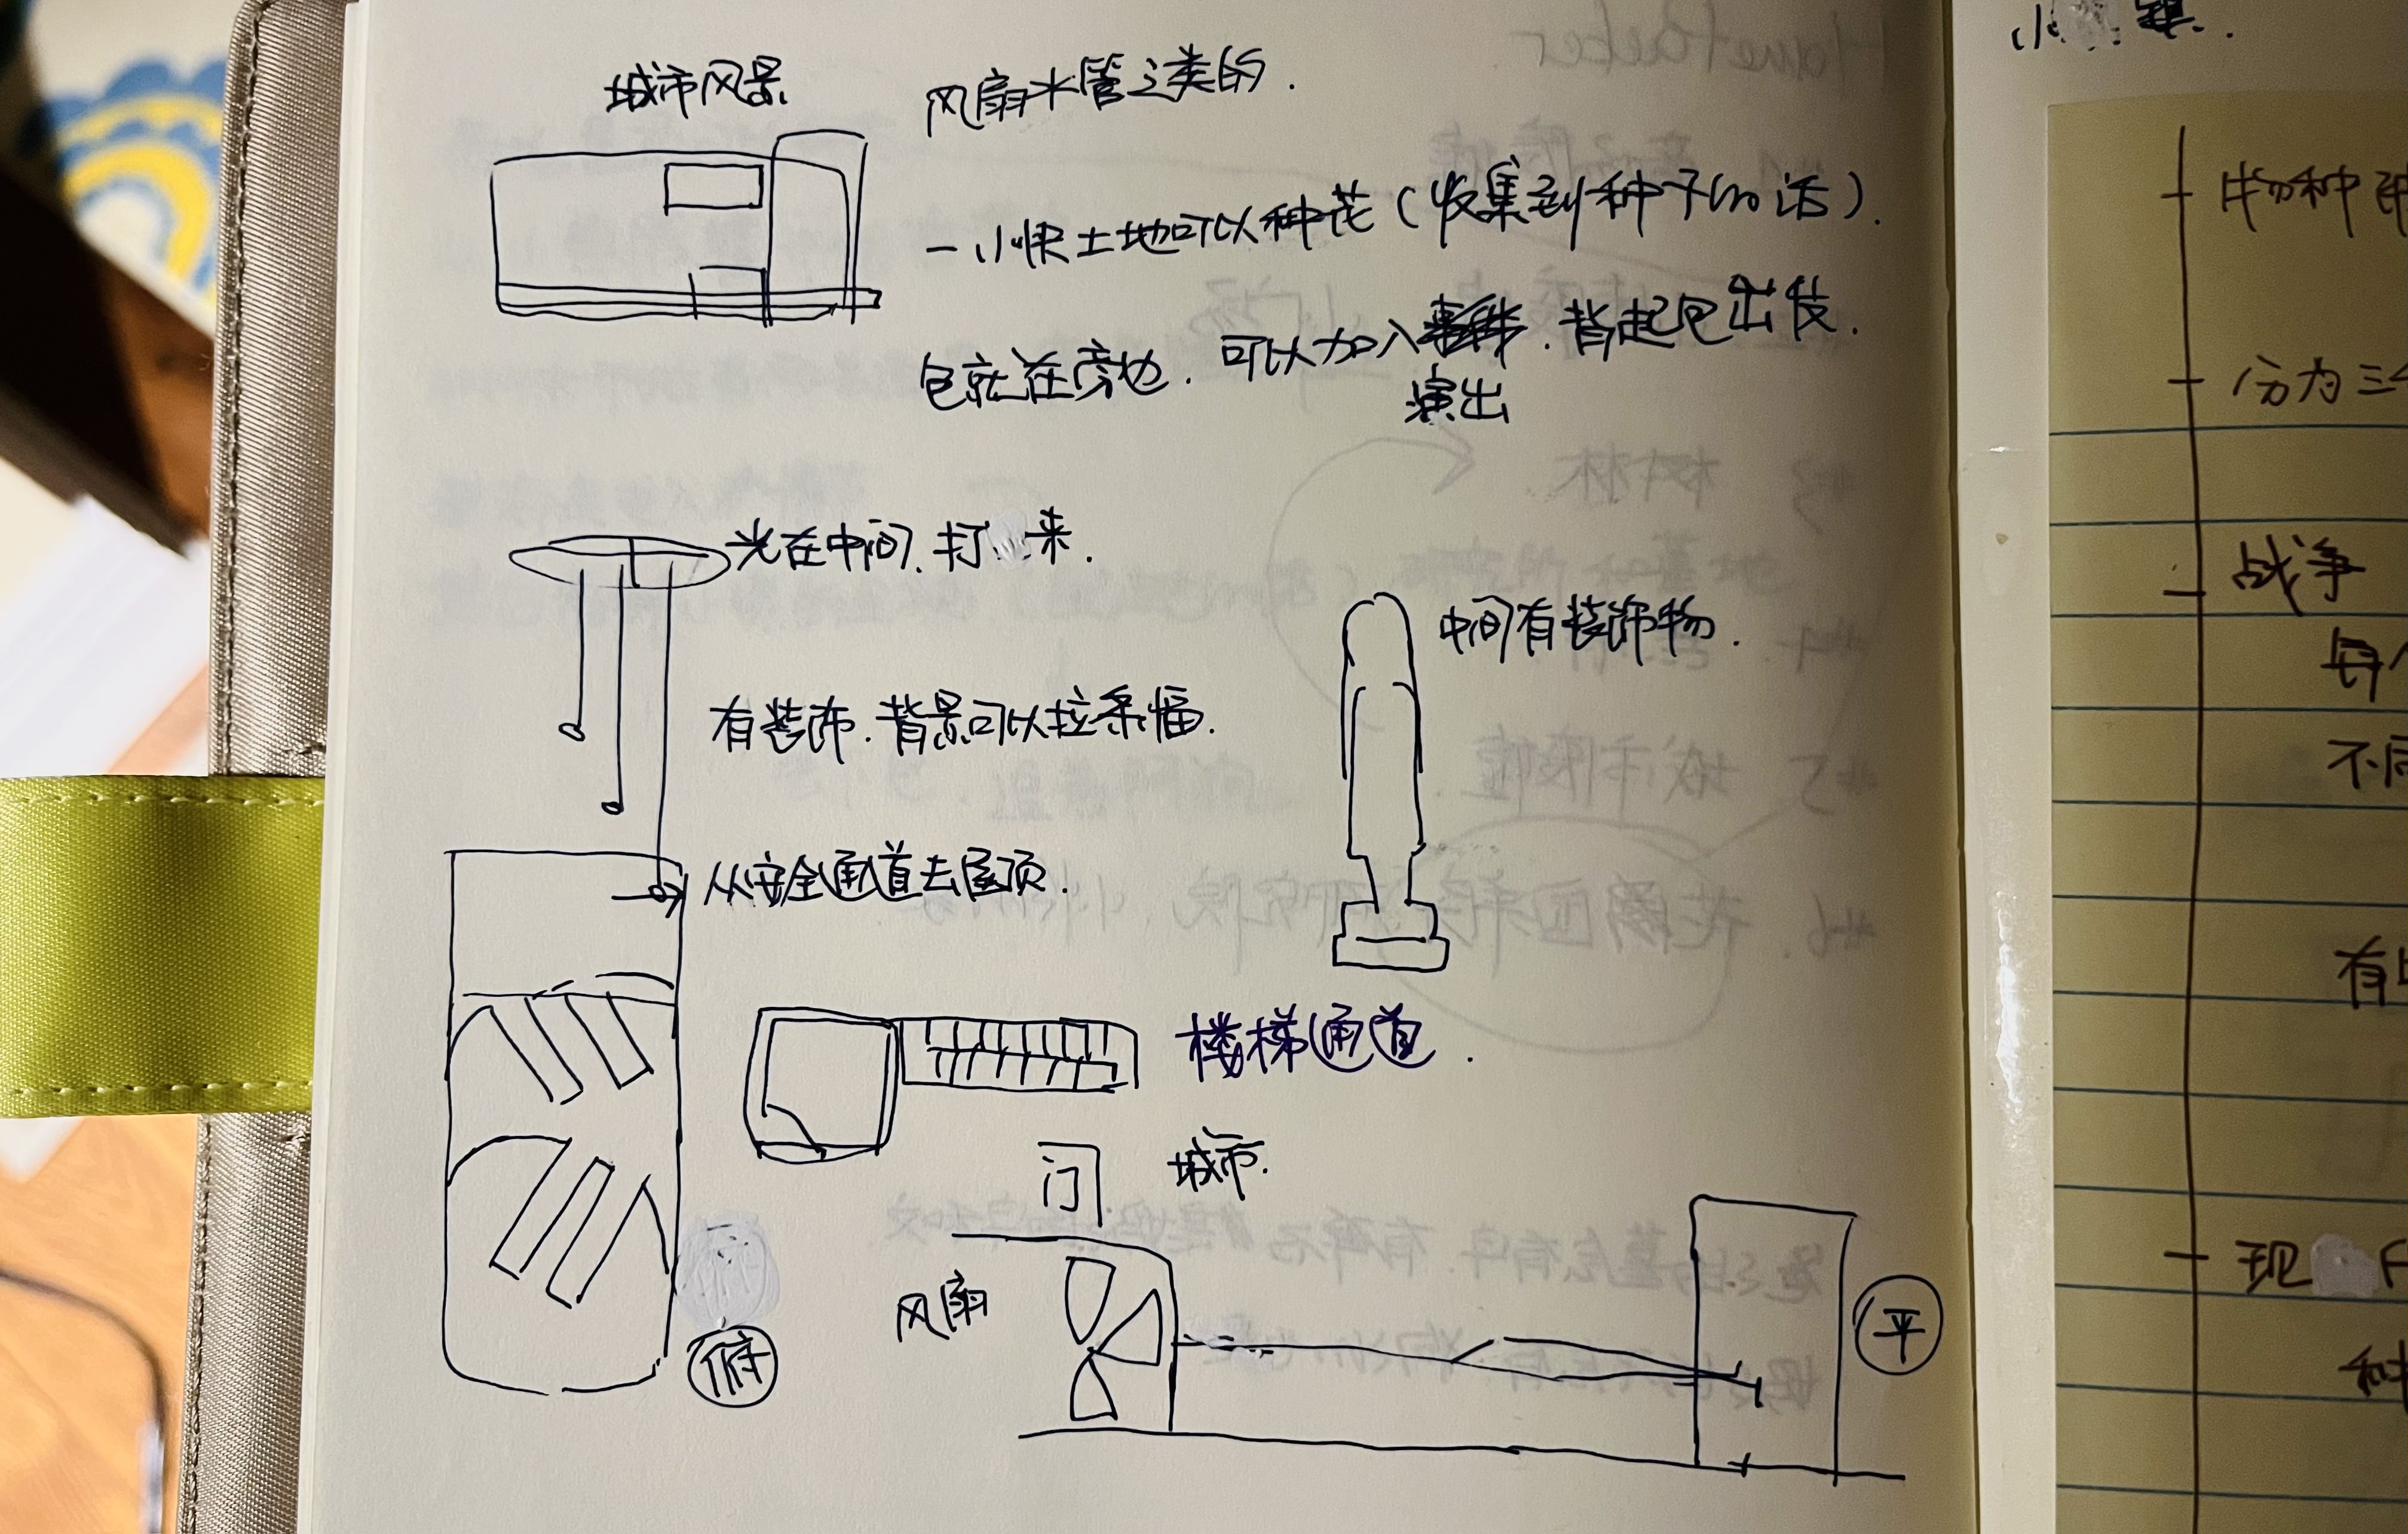 城市风景
风扇水管之类的.
一小快土地可以种花(收集到种子的话).
包就在旁边.可以加入 演出.背起包出发.
光在中间.打 来.
中间有装饰物.
有装饰.背景可以拉条幅.
从安全通道去屋顶.
楼梯通道.
门
城市.
风扇
俯
平
小 镇.
物种
分为三
战争
每
不同
有
现
种